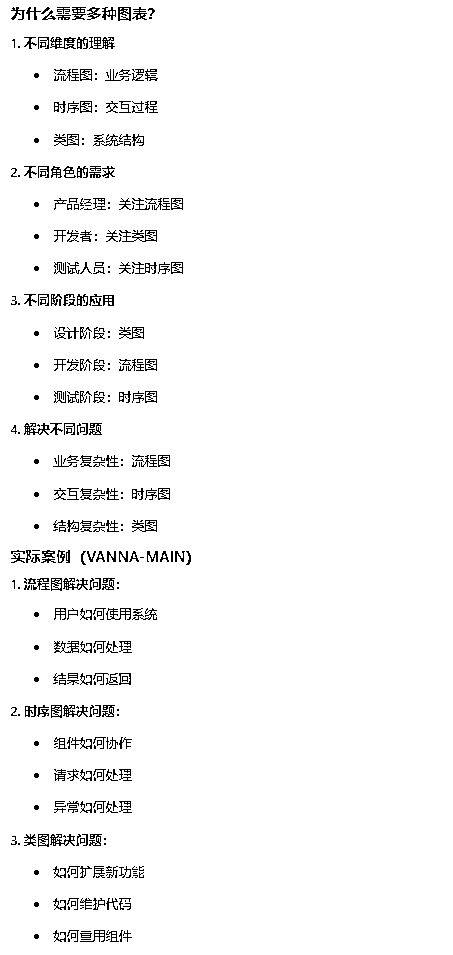 为什么需要多种图表?
1. 不同维度的理解
• 流程图：业务逻辑
• 时序图：交互过程
• 类图：系统结构
2. 不同角色的需求
• 产品经理：关注流程图
• 开发者：关注类图
• 测试人员：关注时序图
3. 不同阶段的应用
• 设计阶段：类图
• 开发阶段：流程图
• 测试阶段：时序图
4. 解决不同问题
• 业务复杂性：流程图
• 交互复杂性：时序图
• 结构复杂性：类图
实际案例（VANNA-MAIN）
1. 流程图解决问题：
• 用户如何使用系统
• 数据如何处理
• 结果如何返回
2. 时序图解决问题：
• 组件如何协作
• 请求如何处理
• 异常如何处理
3. 类图解决问题：
• 如何扩展新功能
• 如何维护代码
• 如何重用组件